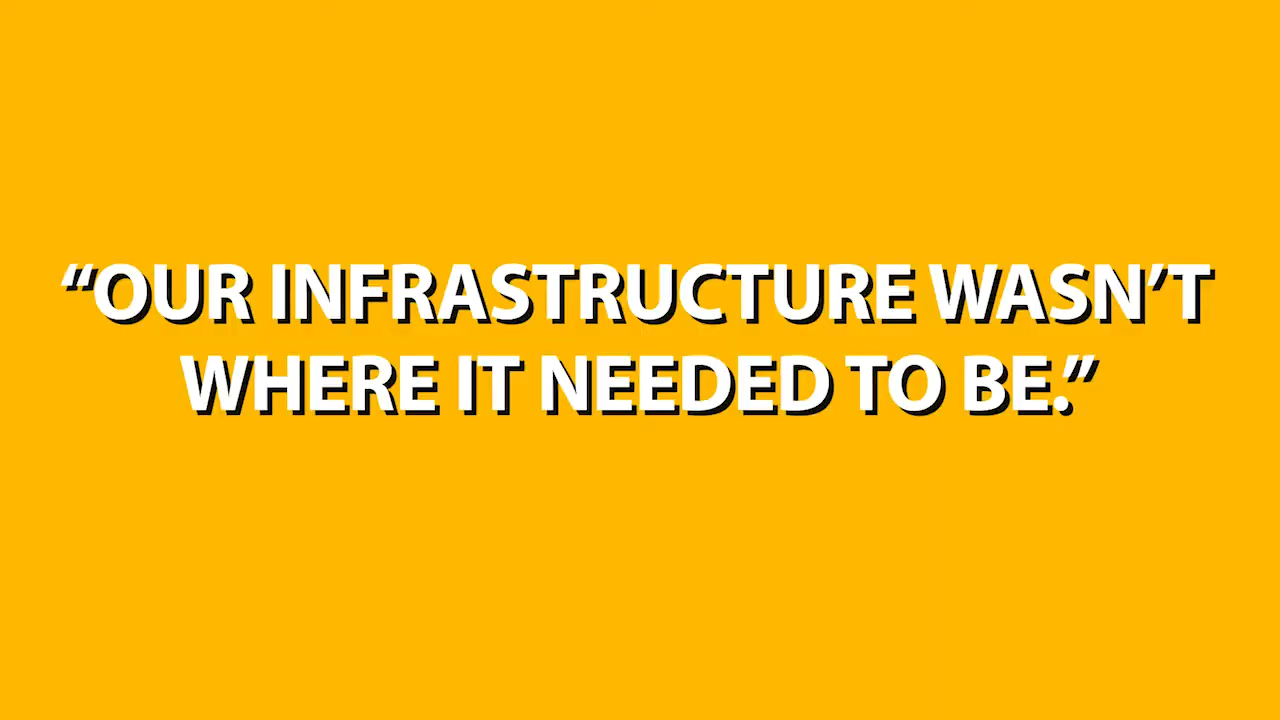 “OUR INFRASTRUCTURE WASN’T
WHERE IT NEEDED TO BE.”